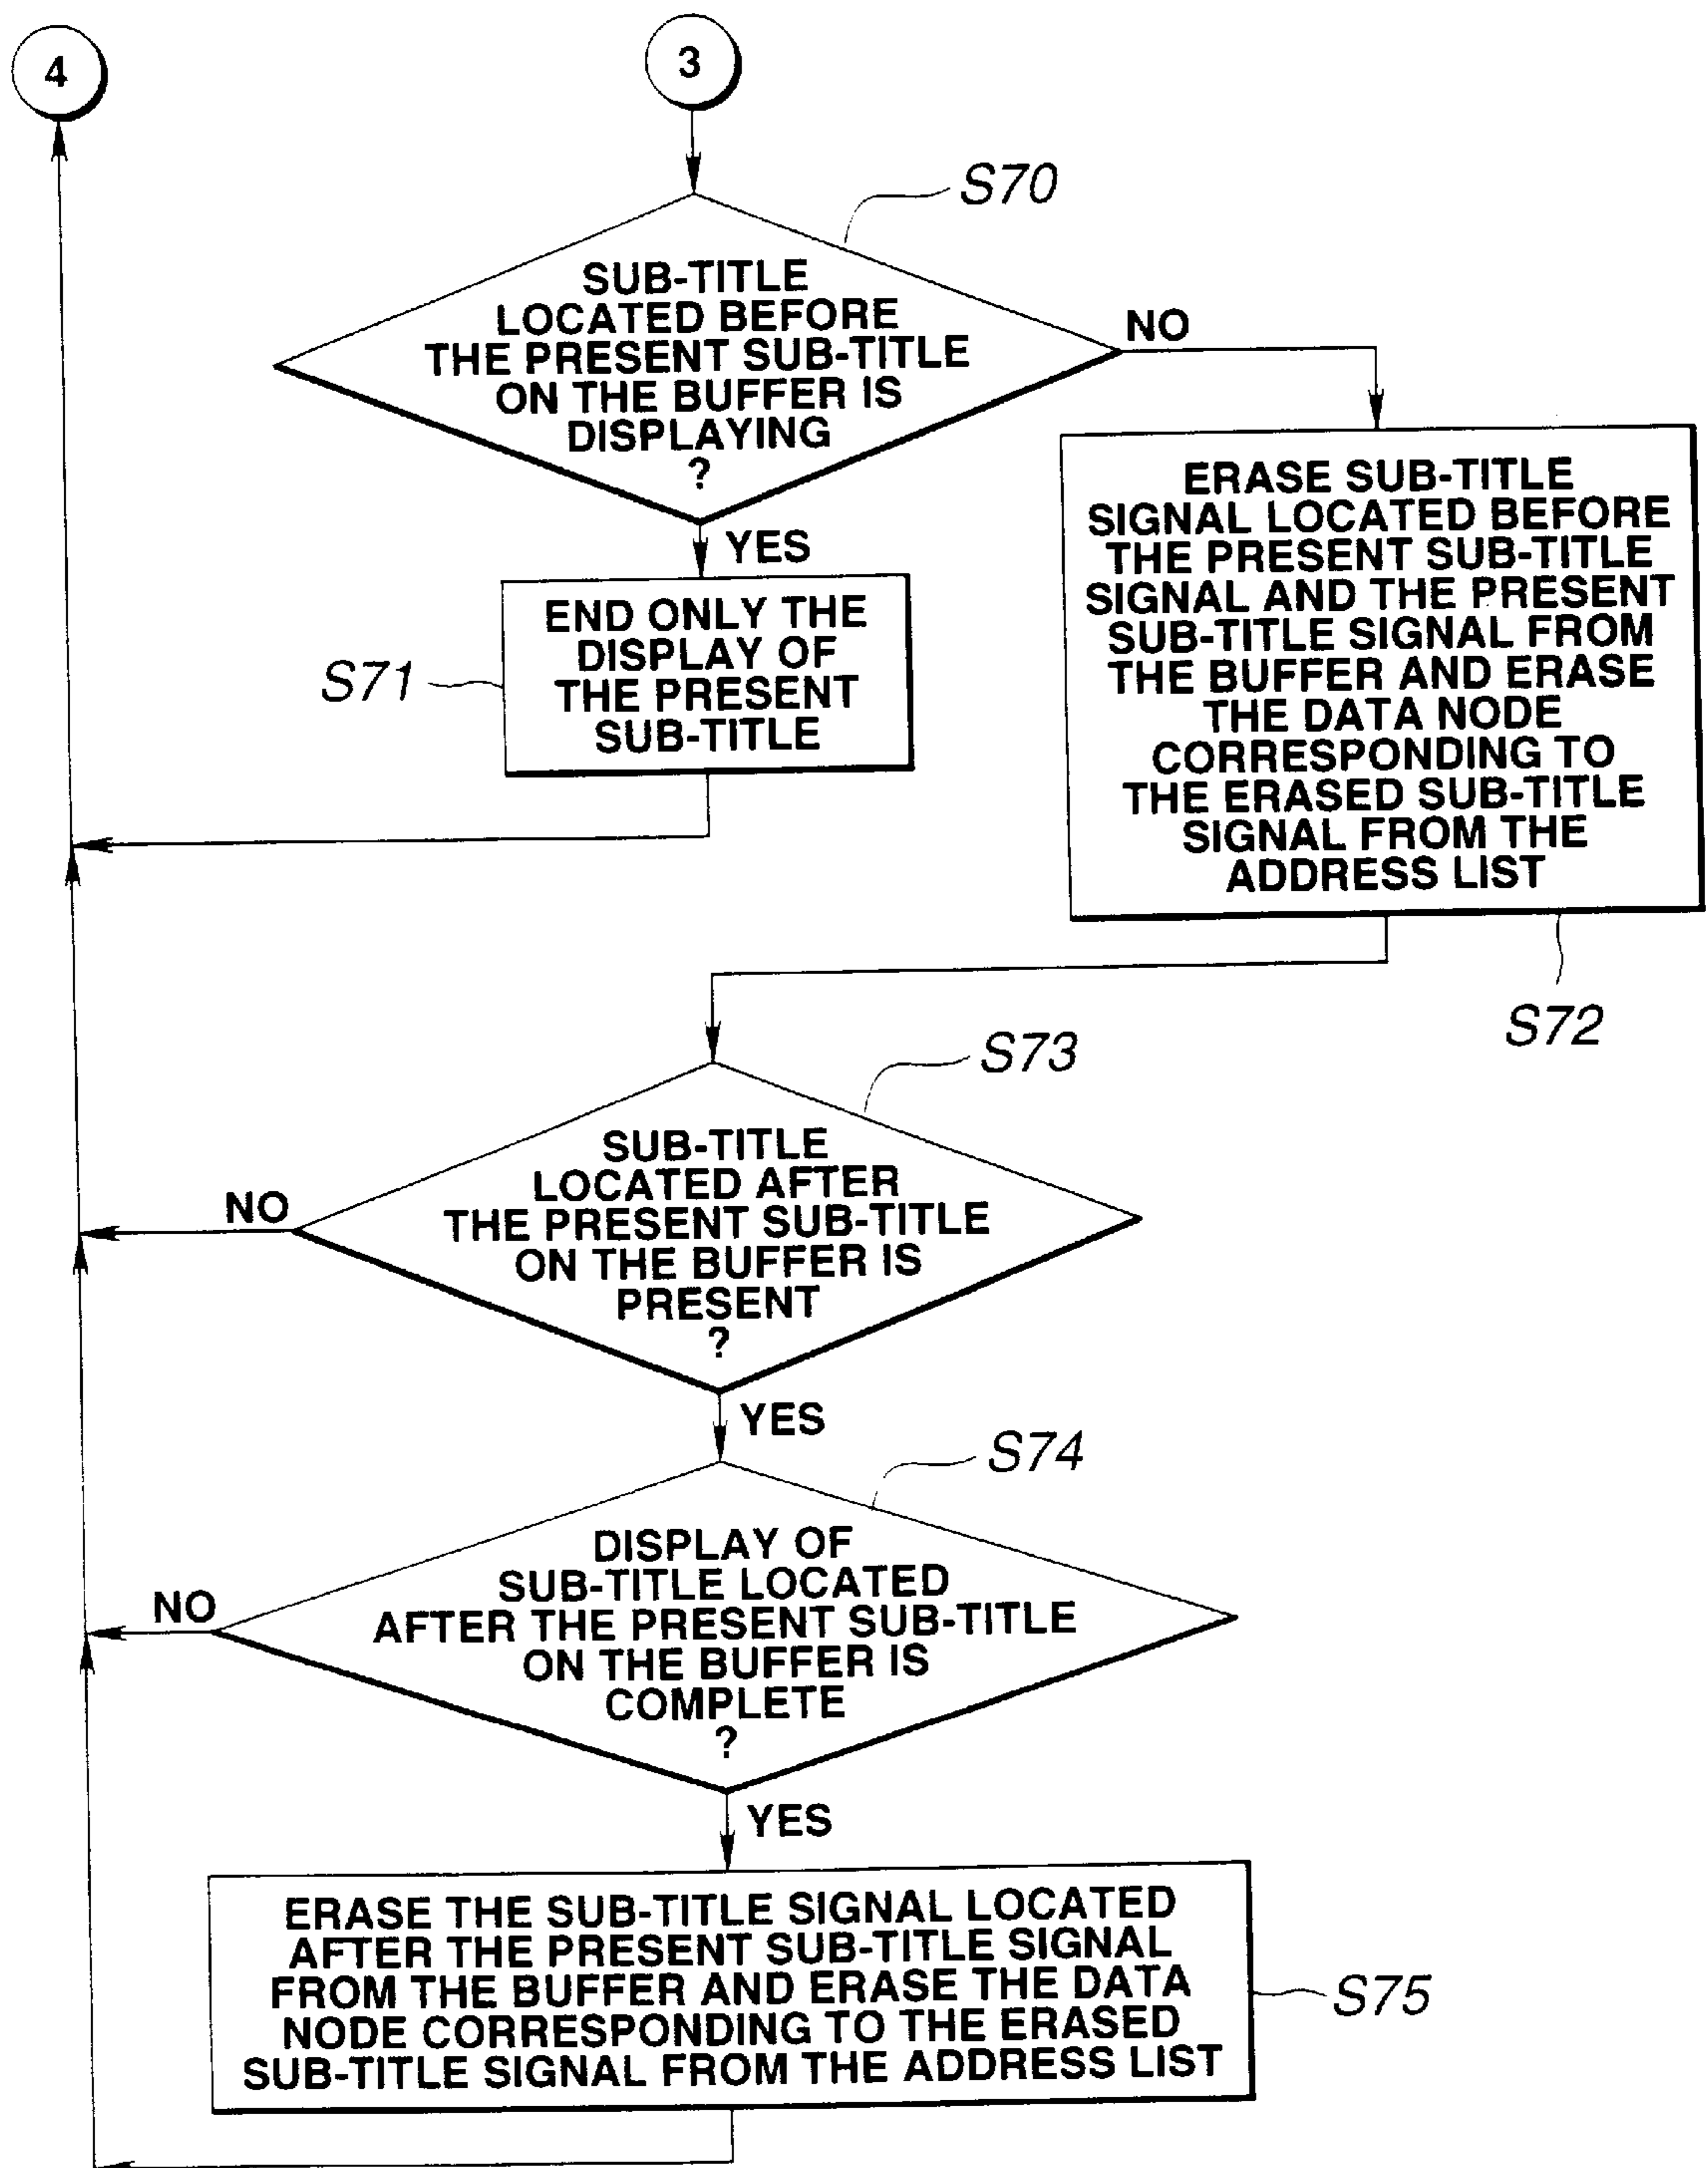 4
3
S70
SUB-TITLE
LOCATED BEFORE
THE PRESENT SUB-TITLE
ON THE BUFFER IS
DISPLAYING
?
NO
YES
END ONLY THE
DISPLAY OF
THE PRESENT
SUB-TITLE
S71
ERASE SUB-TITLE
SIGNAL LOCATED BEFORE
THE PRESENT SUB-TITLE
SIGNAL AND THE PRESENT
SUB-TITLE SIGNAL FROM
THE BUFFER AND ERASE
THE DATA NODE
CORRESPONDING TO
THE ERASED SUB-TITLE
SIGNAL FROM THE
ADDRESS LIST
S72
S73
SUB-TITLE
LOCATED AFTER
THE PRESENT SUB-TITLE
ON THE BUFFER IS
PRESENT
?
NO
YES
S74
DISPLAY OF
SUB-TITLE LOCATED
AFTER THE PRESENT SUB-TITLE
ON THE BUFFER IS
COMPLETE
?
NO
YES
ERASE THE SUB-TITLE SIGNAL LOCATED
AFTER THE PRESENT SUB-TITLE SIGNAL
FROM THE BUFFER AND ERASE THE DATA
NODE CORRESPONDING TO THE ERASED
SUB-TITLE SIGNAL FROM THE ADDRESS LIST
S75